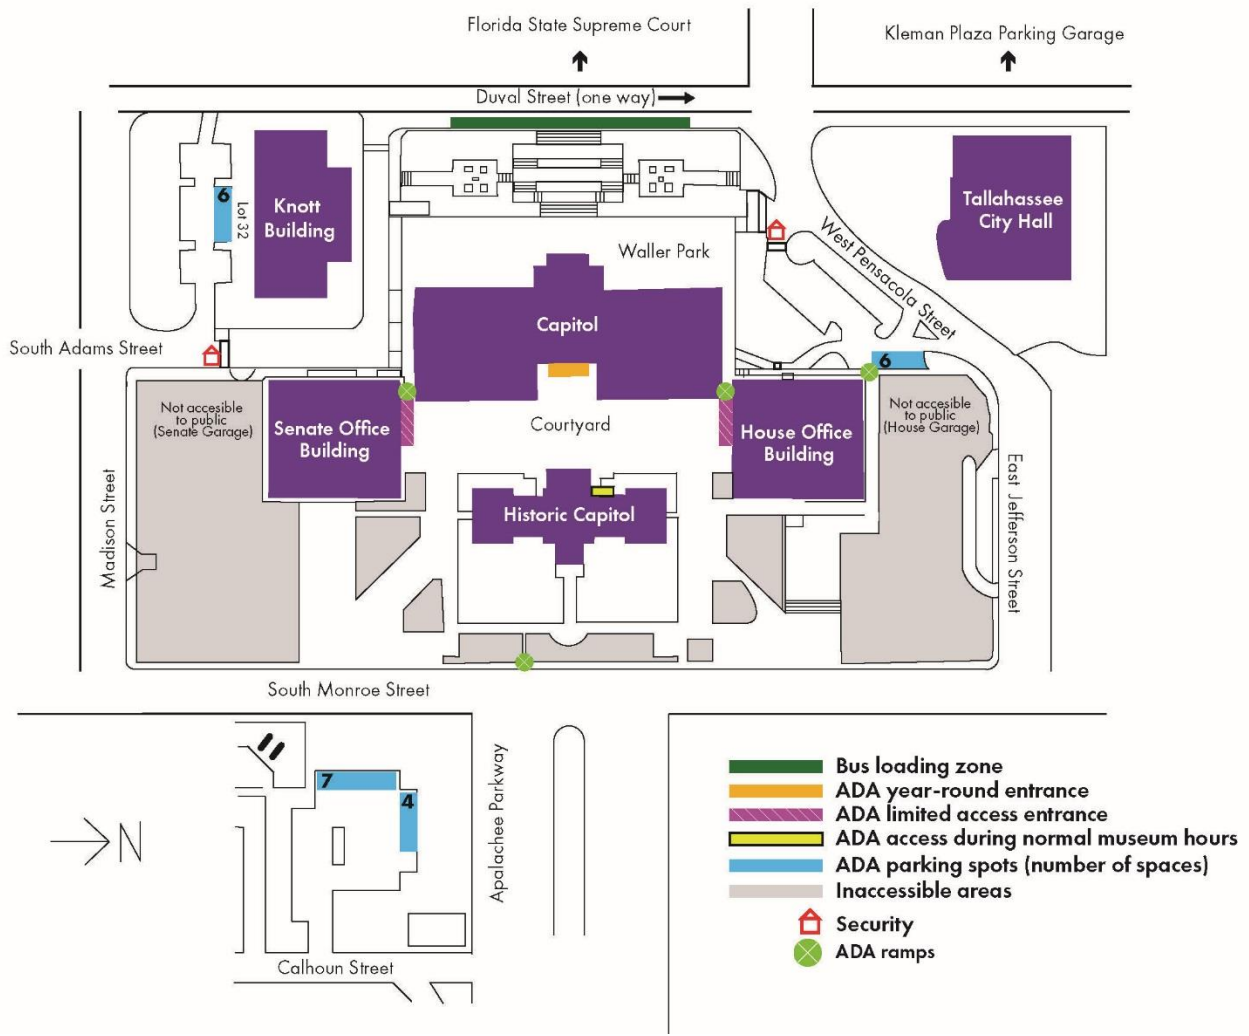 Florida State Supreme Court
Kleman Plaza Parking Garage
Duval Street (one way)
Knott
Building
6
Lot 32
Tallahassee
City Hall
Waller Park
West Pensacola Street
Capitol
South Adams Street
6
Not accesible
to public
(Senate Garage)
Senate Office
Building
Courtyard
House Office
Building
Not accesible
to public
(House Garage)
Madison Street
Historic Capitol
East Jefferson Street
South Monroe Street
7
4
Apalachee Parkway
N
Calhoun Street
Bus loading zone
ADA year-round entrance
ADA limited access entrance
ADA access during normal museum hours
ADA parking spots (number of spaces)
Inaccessible areas
Security
ADA ramps